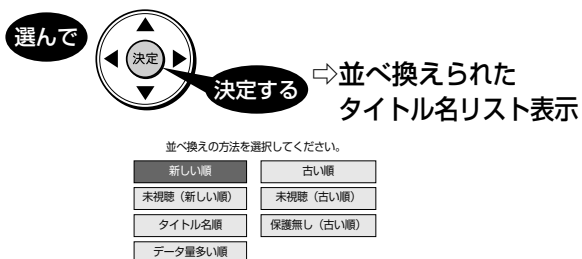 選んで
決定
決定する
⇨並べ換えられた
タイトル名リスト表示
並べ換えの方法を選択してください。
新しい順
古い順
未視聴（新しい順）
未視聴（古い順）
タイトル名順
保護無し（古い順）
データ量多い順